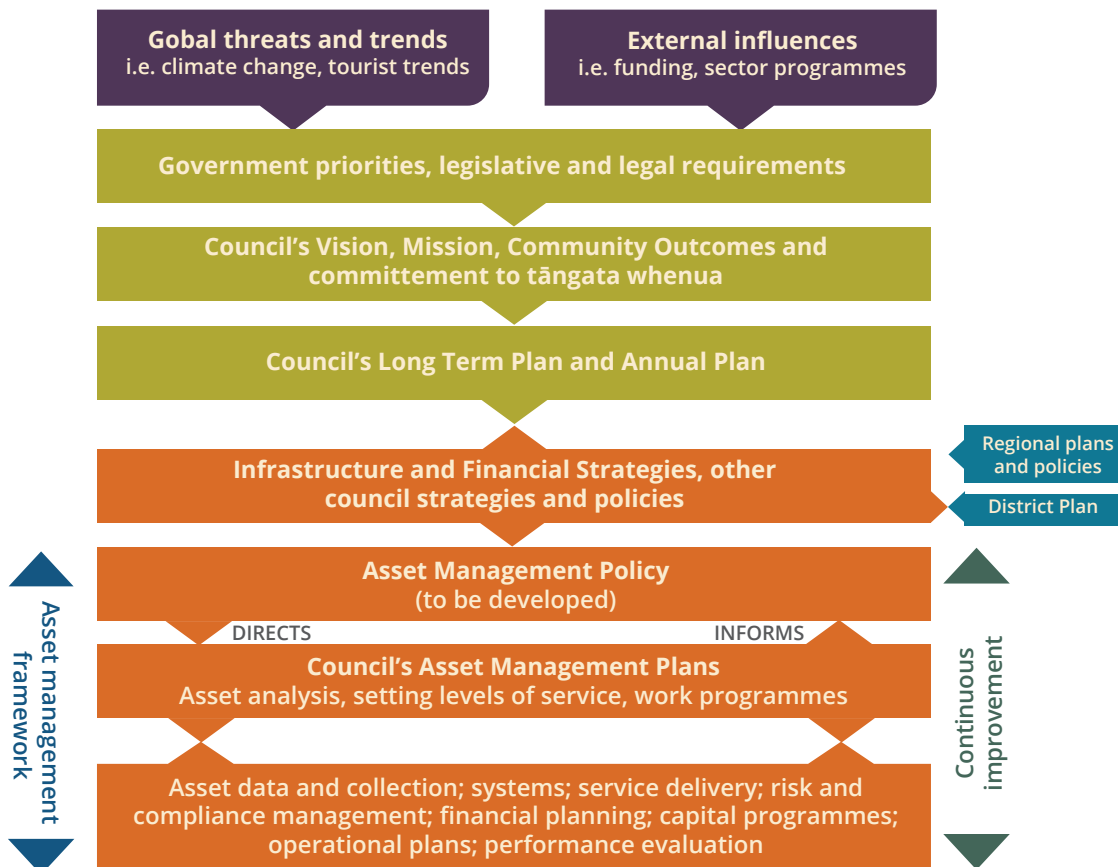 Gobal threats and trends
i.e. climate change, tourist trends
External influences
i.e. funding, sector programmes
Government priorities, legislative and legal requirements
Council’s Vision, Mission, Community Outcomes and
committement to tāngata whenua
Council’s Long Term Plan and Annual Plan
Infrastructure and Financial Strategies, other
council strategies and policies
Regional plans
and policies
District Plan
Asset Management Policy
(to be developed)
DIRECTS
INFORMS
Council’s Asset Management Plans
Asset analysis, setting levels of service, work programmes
Asset data and collection; systems; service delivery; risk and
compliance management; financial planning; capital programmes;
operational plans; performance evaluation
Asset management
framework
Continuous
improvement